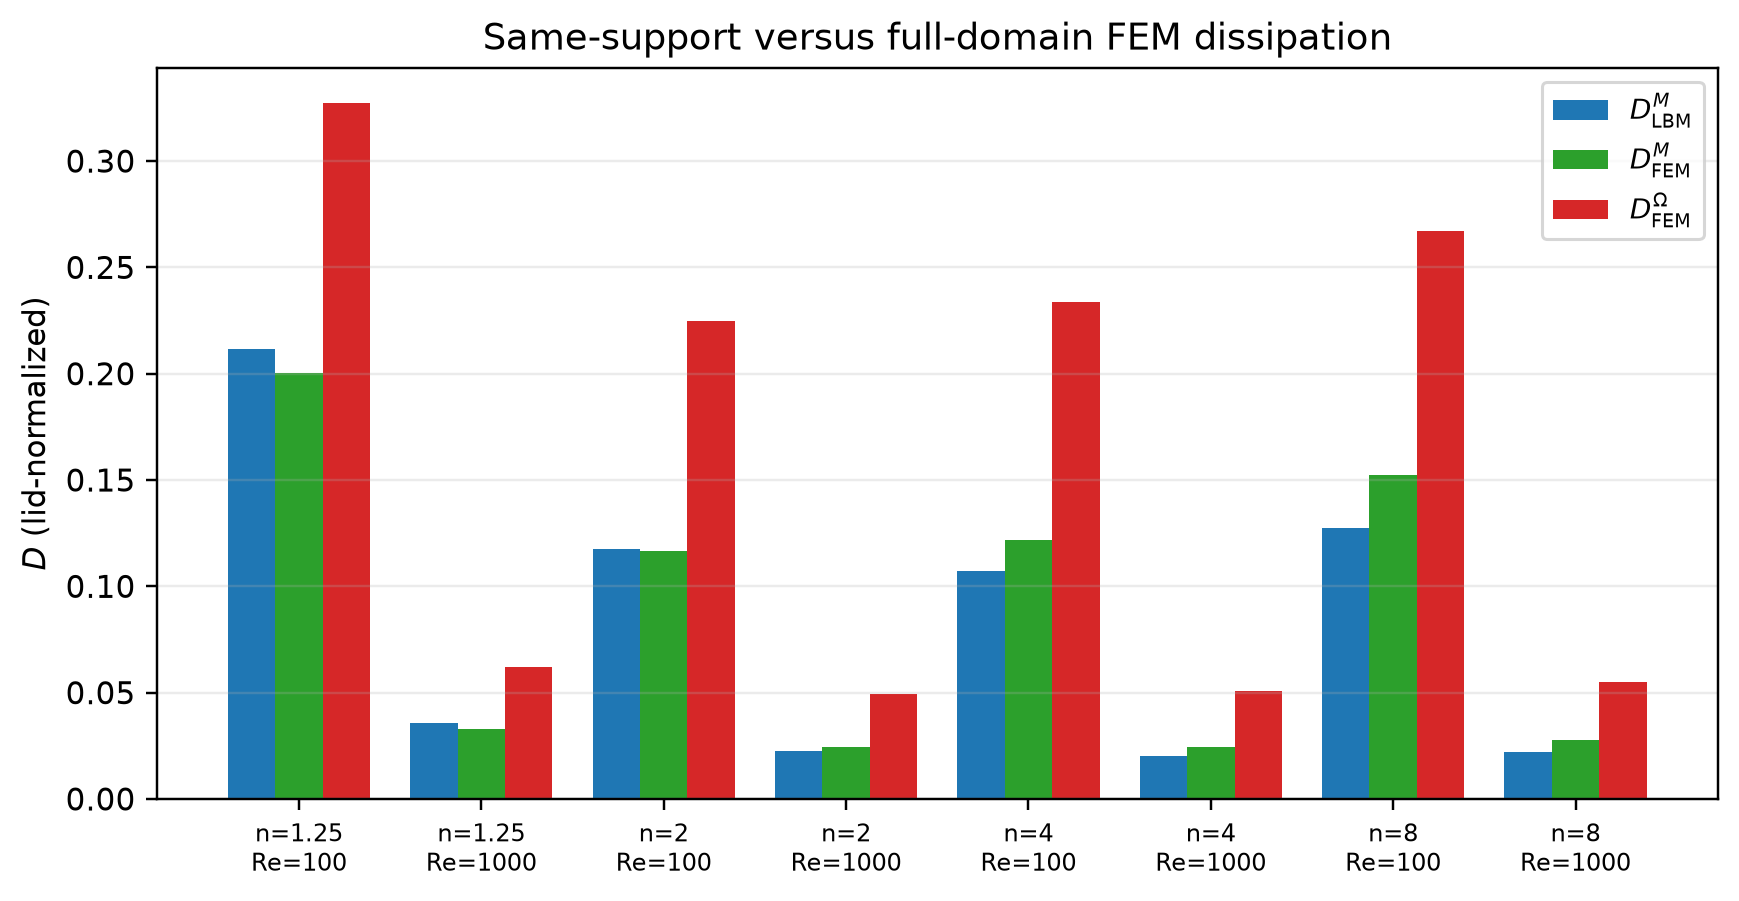 Same-support versus full-domain FEM dissipation
D^M_LBM
D^M_FEM
D^Ω_FEM
D (lid-normalized)
0.30
0.25
0.20
0.15
0.10
0.05
0.00
n=1.25
Re=100
n=1.25
Re=1000
n=2
Re=100
n=2
Re=1000
n=4
Re=100
n=4
Re=1000
n=8
Re=100
n=8
Re=1000